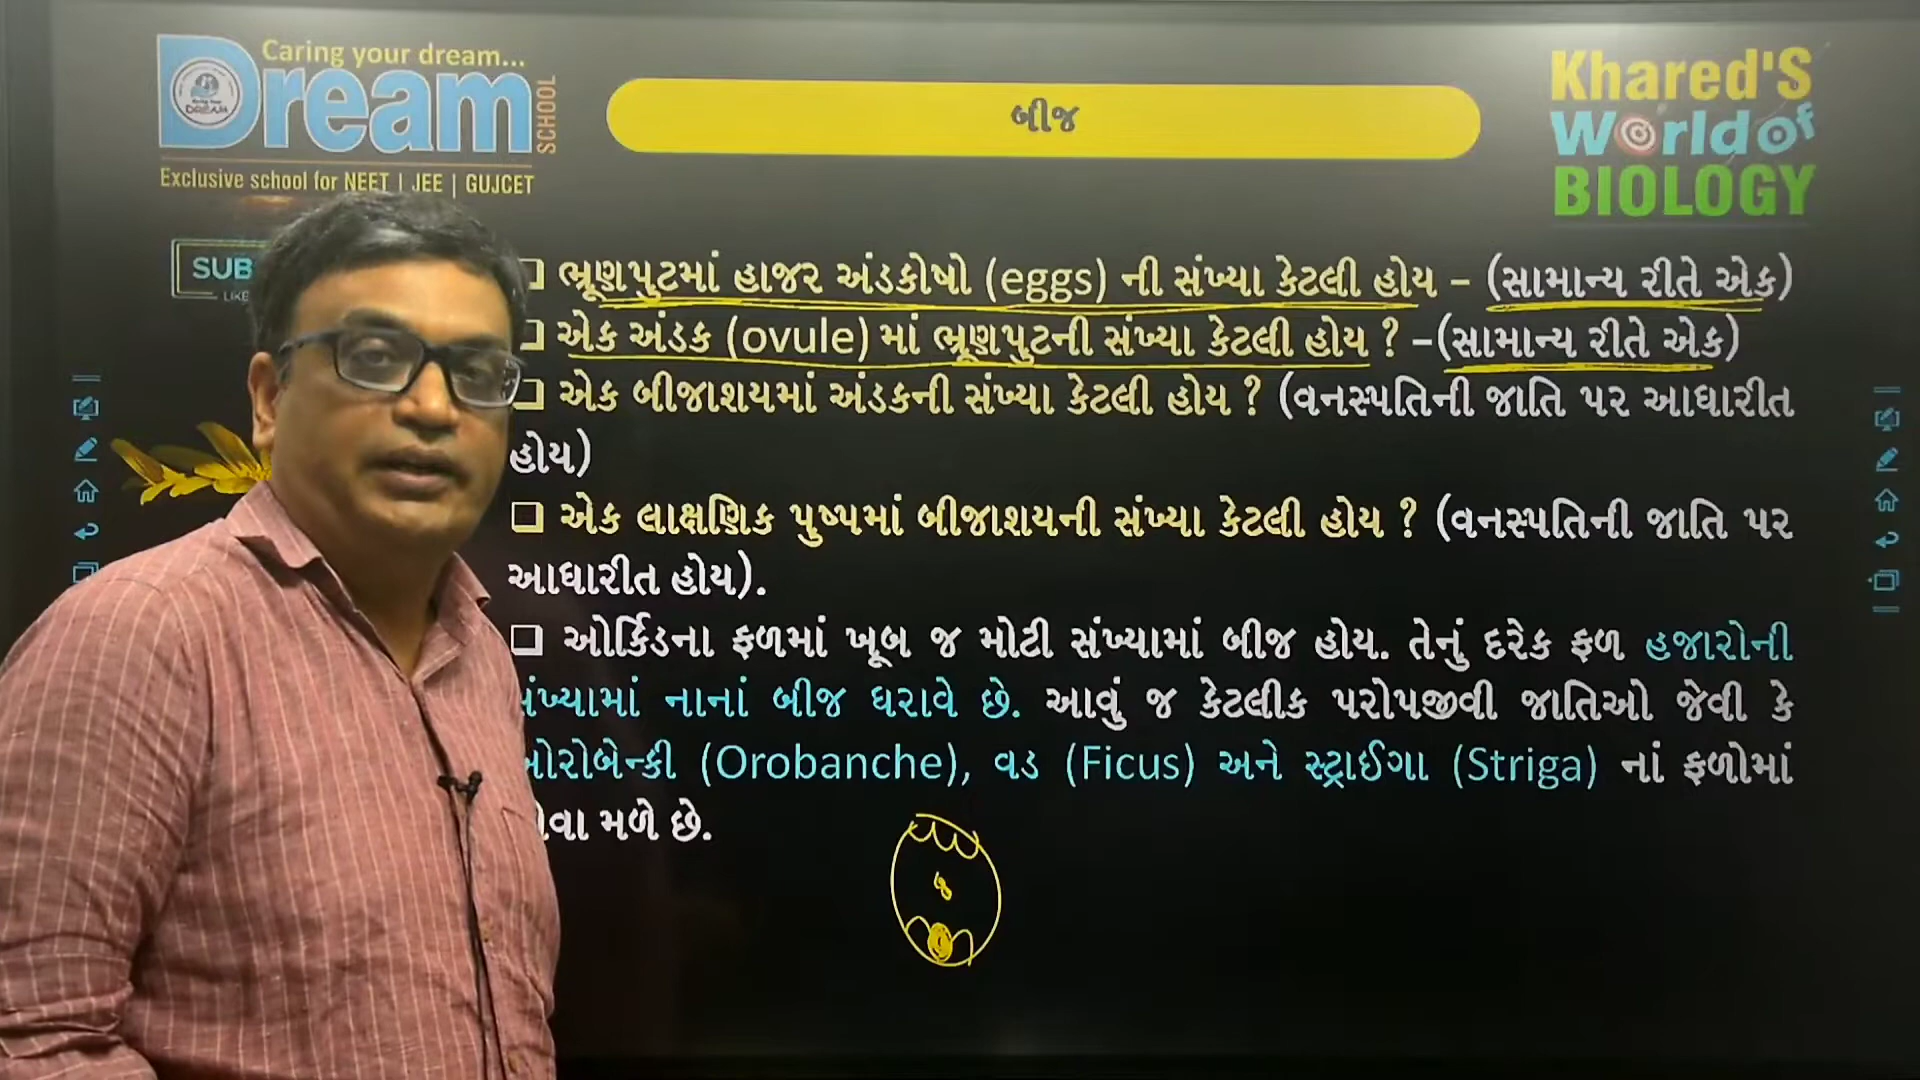 Caring your dream...
Dream SCHOOL
Exclusive school for NEET | JEE | GUJCET
બીજ
Khared'S
World of
BIOLOGY
SUB
LIKE
❑ ભ્રૂણપુટમાં હાજર અંડકોષો (eggs) ની સંખ્યા કેટલી હોય – (સામાન્ય રીતે એક)
❑ એક અંડક (ovule) માં ભ્રૂણપુટની સંખ્યા કેટલી હોય ? –(સામાન્ય રીતે એક)
❑ એક બીજાશયમાં અંડકની સંખ્યા કેટલી હોય ? (વનસ્પતિની જાતિ પર આધારીત
હોય)
❑ એક લાક્ષણિક પુષ્પમાં બીજાશયની સંખ્યા કેટલી હોય ? (વનસ્પતિની જાતિ પર
આધારીત હોય).
❑ ઓર્કિડના ફળમાં ખૂબ જ મોટી સંખ્યામાં બીજ હોય. તેનું દરેક ફળ હજારોની
સંખ્યામાં નાનાં બીજ ધરાવે છે. આવું જ કેટલીક પરોપજીવી જાતિઓ જેવી કે
ઓરોબેન્કી (Orobanche), વડ (Ficus) અને સ્ટ્રાઈગા (Striga) નાં ફળોમાં
મળે છે.